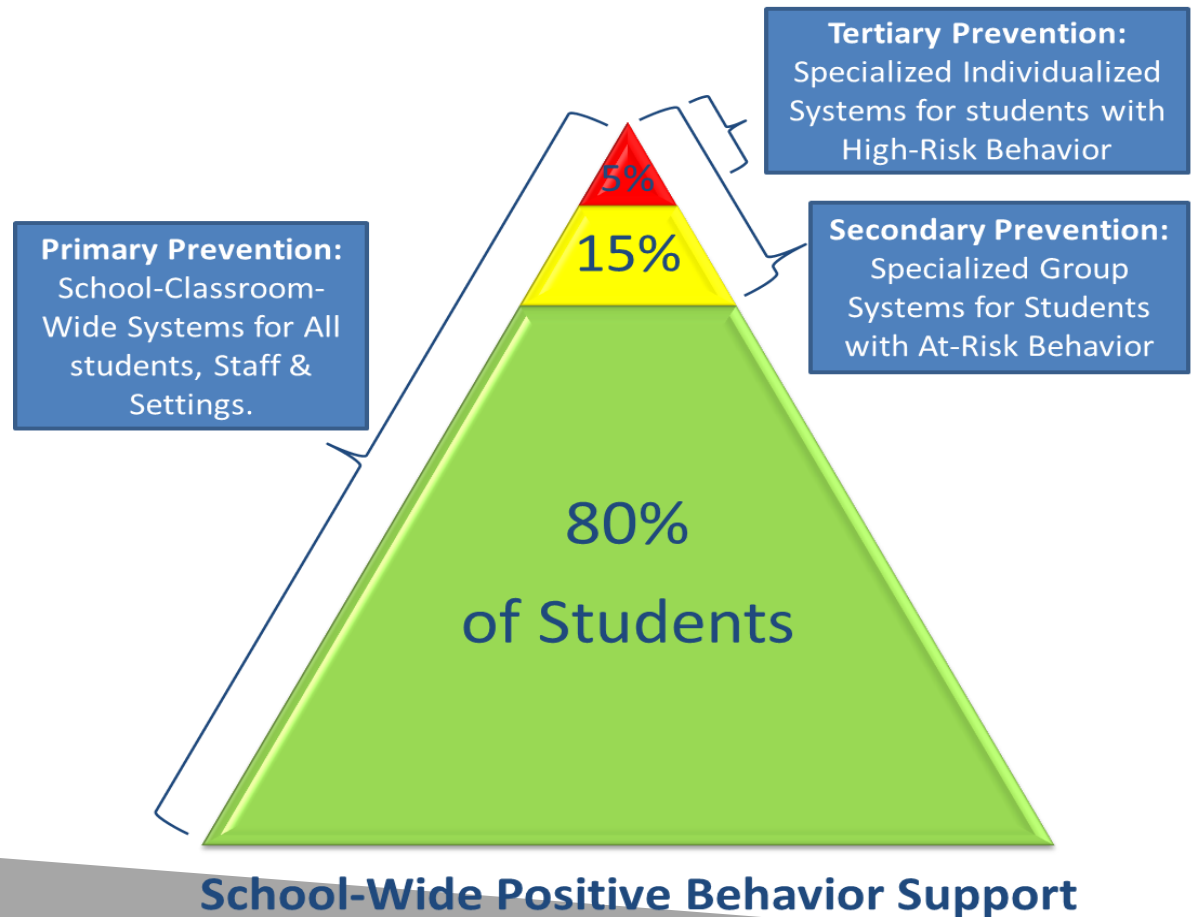 Tertiary Prevention:
Specialized Individualized
Systems for students with
High-Risk Behavior
5%
Primary Prevention:
School-Classroom-
Wide Systems for All
students, Staff &
Settings.
15%
Secondary Prevention:
Specialized Group
Systems for Students
with At-Risk Behavior
80%
of Students
School-Wide Positive Behavior Support